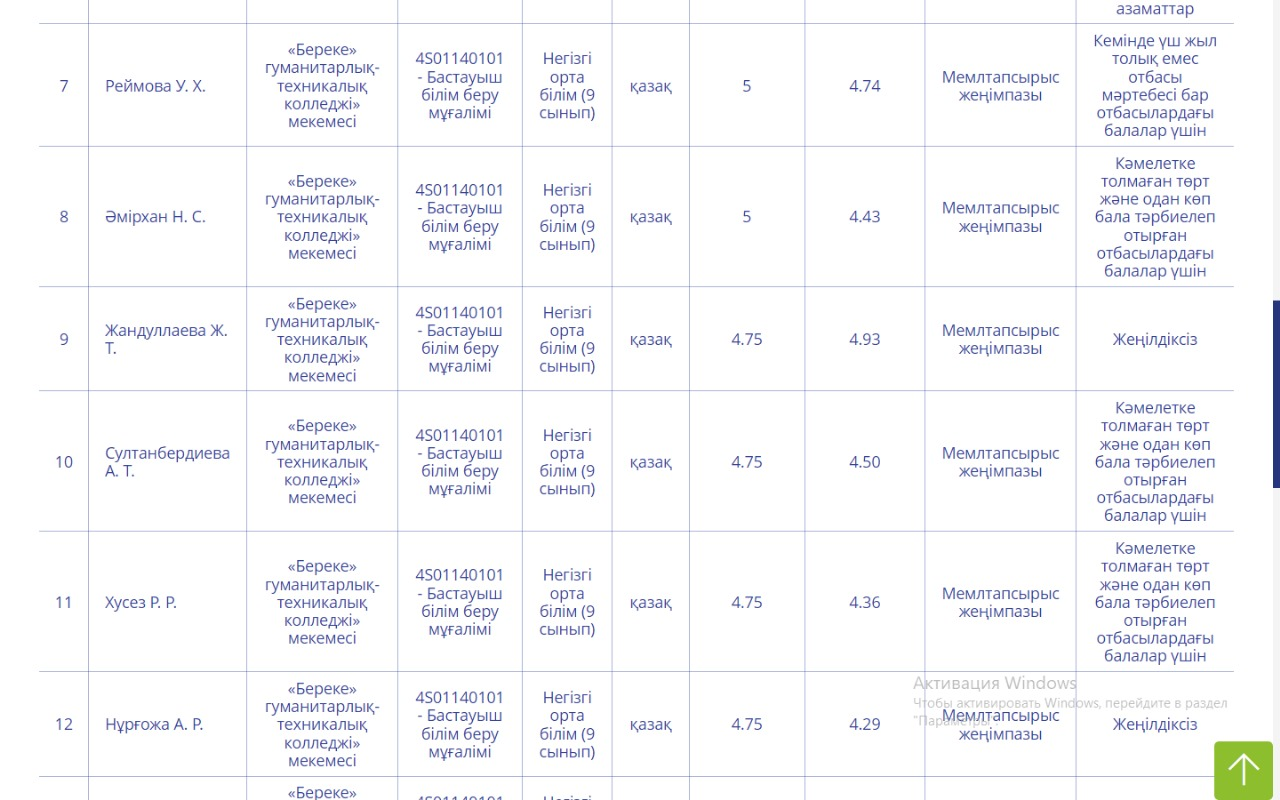 азаматтар
7
Реймова У. Х.
«Береке»
гуманитарлық-
техникалық
колледжі»
мекемесі
4S01140101
- Бастауыш
білім беру
мұғалімі
Негізгі
орта
білім (9
сынып)
қазақ
5
4.74
Мемлтапсырыс
жеңімпазы
Кемінде үш жыл
толық емес
отбасы
мәртебесі бар
отбасылардағы
балалар үшін
8
Әмірхан Н. С.
«Береке»
гуманитарлық-
техникалық
колледжі»
мекемесі
4S01140101
- Бастауыш
білім беру
мұғалімі
Негізгі
орта
білім (9
сынып)
қазақ
5
4.43
Мемлтапсырыс
жеңімпазы
Кәмелетке
толмаған төрт
және одан көп
бала тәрбиелеп
отырған
отбасылардағы
балалар үшін
9
Жандуллаева Ж.
Т.
«Береке»
гуманитарлық-
техникалық
колледжі»
мекемесі
4S01140101
- Бастауыш
білім беру
мұғалімі
Негізгі
орта
білім (9
сынып)
қазақ
4.75
4.93
Мемлтапсырыс
жеңімпазы
Жеңілдіксіз
10
Султанбердиева
А. Т.
«Береке»
гуманитарлық-
техникалық
колледжі»
мекемесі
4S01140101
- Бастауыш
білім беру
мұғалімі
Негізгі
орта
білім (9
сынып)
қазақ
4.75
4.50
Мемлтапсырыс
жеңімпазы
Кәмелетке
толмаған төрт
және одан көп
бала тәрбиелеп
отырған
отбасылардағы
балалар үшін
11
Хусез Р. Р.
«Береке»
гуманитарлық-
техникалық
колледжі»
мекемесі
4S01140101
- Бастауыш
білім беру
мұғалімі
Негізгі
орта
білім (9
сынып)
қазақ
4.75
4.36
Мемлтапсырыс
жеңімпазы
Кәмелетке
толмаған төрт
және одан көп
бала тәрбиелеп
отырған
отбасылардағы
балалар үшін
12
Нұрғожа А. Р.
«Береке»
гуманитарлық-
техникалық
колледжі»
мекемесі
4S01140101
- Бастауыш
білім беру
мұғалімі
Негізгі
орта
білім (9
сынып)
қазақ
4.75
4.29
Мемлтапсырыс
жеңімпазы
Жеңілдіксіз
Активация Windows
Чтобы активировать Windows, перейдите в раздел
"Параметры".
«Береке»
4S01140101
Негізгі